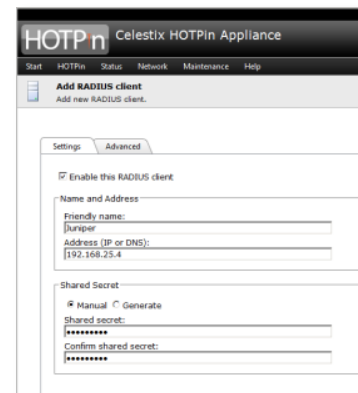 HOTPin Celestix HOTPin Appliance
Start HOTPin Status Network Maintenance Help
Add RADIUS client
Add new RADIUS client.
Settings Advanced
Enable this RADIUS client
Name and Address
Friendly name:
Juniper
Address (IP or DNS):
192.168.25.4
Shared Secret
Manual Generate
Shared secret:
•••••••••
Confirm shared secret:
•••••••••